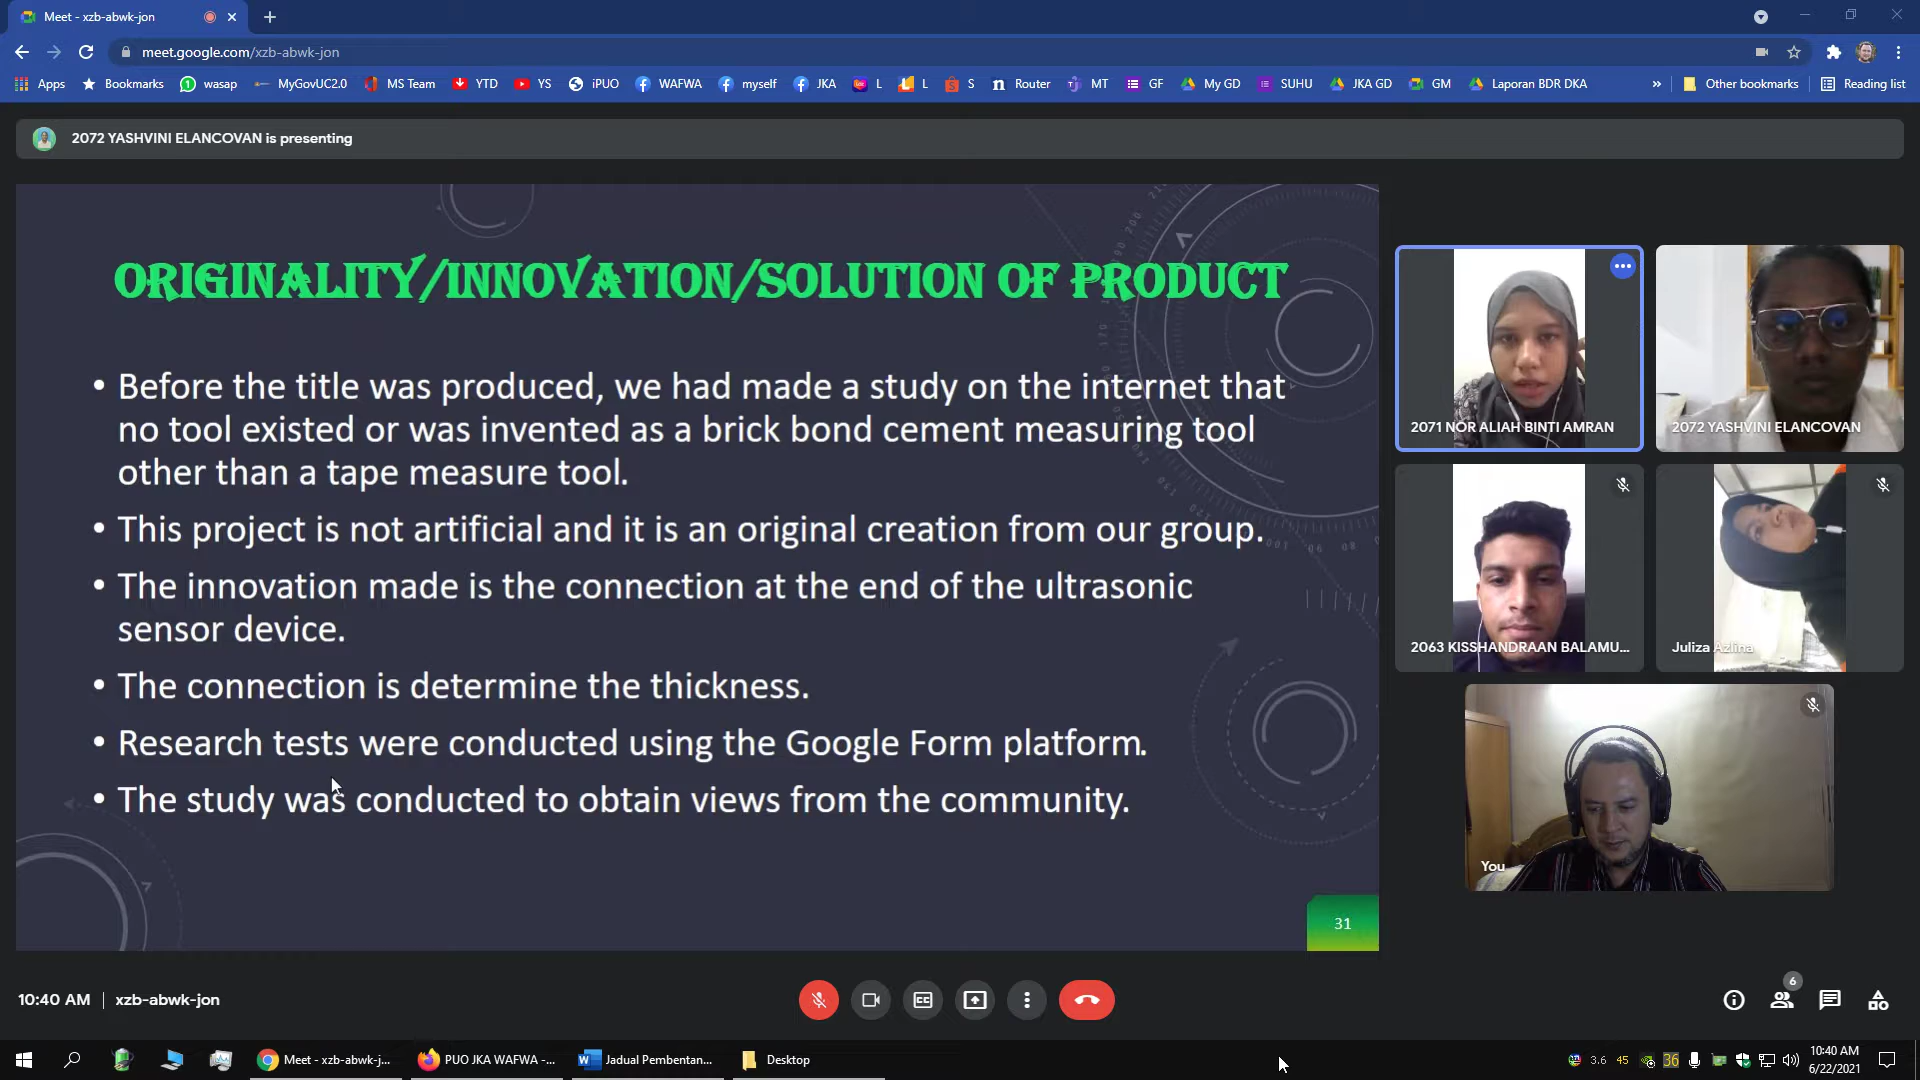 Meet - xzb-abwk-jon
meet.google.com/xzb-abwk-jon
Apps Bookmarks wasap MyGovUC2.0 MS Team YTD YS iPUO WAFWA myself JKA L L S Router MT GF My GD SUHU JKA GD GM Laporan BDR DKA » Other bookmarks Reading list
2072 YASHVINI ELANCOVAN is presenting
ORIGINALITY/INNOVATION/SOLUTION OF PRODUCT
• Before the title was produced, we had made a study on the internet that
no tool existed or was invented as a brick bond cement measuring tool
other than a tape measure tool.
• This project is not artificial and it is an original creation from our group.
• The innovation made is the connection at the end of the ultrasonic
sensor device.
• The connection is determine the thickness.
• Research tests were conducted using the Google Form platform.
• The study was conducted to obtain views from the community.
31
2071 NOR ALIAH BINTI AMRAN
2072 YASHVINI ELANCOVAN
2063 KISSHANDRAAN BALAMU...
Juliza Azlina
You
10:40 AM | xzb-abwk-jon
6
Meet - xzb-abwk-j...
PUO JKA WAFWA -...
Jadual Pembentan...
Desktop
3.6 45 36
10:40 AM
6/22/2021